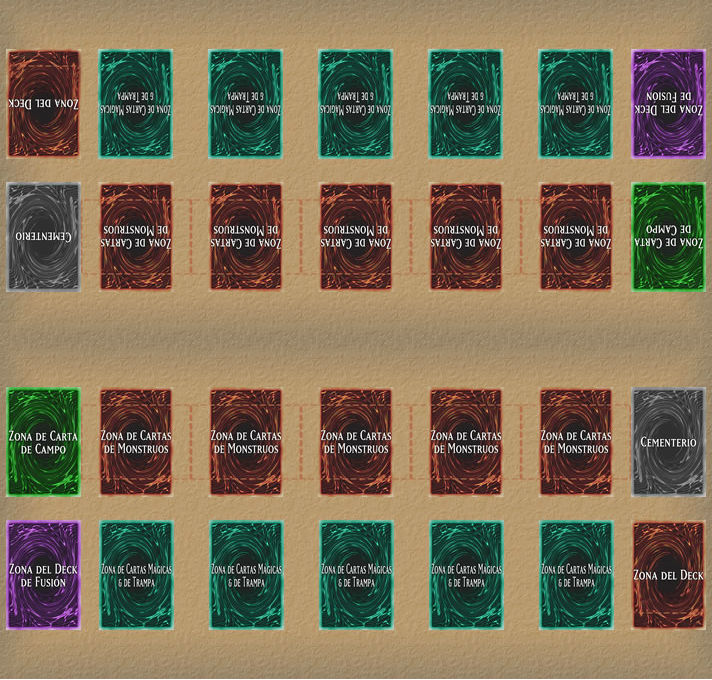 Zona del Deck
Zona de Cartas Mágicas
& de Trampa
Zona de Cartas Mágicas
& de Trampa
Zona de Cartas Mágicas
& de Trampa
Zona de Cartas Mágicas
& de Trampa
Zona de Cartas Mágicas
& de Trampa
Zona del Deck
de Fusión
Cementerio
Zona de Cartas
de Monstruos
Zona de Cartas
de Monstruos
Zona de Cartas
de Monstruos
Zona de Cartas
de Monstruos
Zona de Cartas
de Monstruos
Zona de Carta
de Campo
Zona de Carta
de Campo
Zona de Cartas
de Monstruos
Zona de Cartas
de Monstruos
Zona de Cartas
de Monstruos
Zona de Cartas
de Monstruos
Zona de Cartas
de Monstruos
Cementerio
Zona del Deck
de Fusión
Zona de Cartas Mágicas
& de Trampa
Zona de Cartas Mágicas
& de Trampa
Zona de Cartas Mágicas
& de Trampa
Zona de Cartas Mágicas
& de Trampa
Zona de Cartas Mágicas
& de Trampa
Zona del Deck